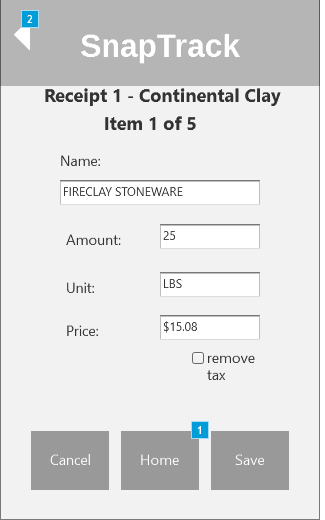 2
SnapTrack
Receipt 1 - Continental Clay
Item 1 of 5
Name:
FIRECLAY STONEWARE
Amount:
25
Unit:
LBS
Price:
$15.08
remove
tax
1
Cancel
Home
Save